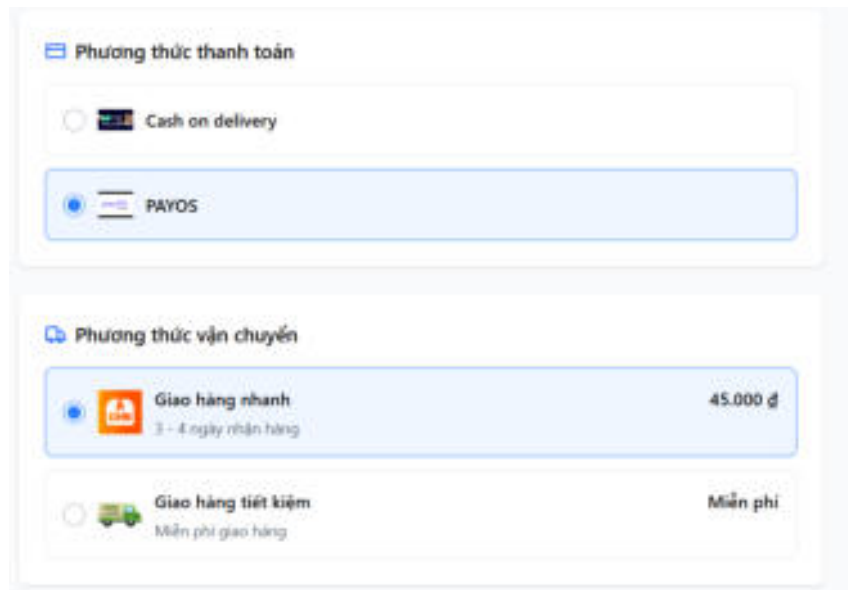 Phương thức thanh toán
Cash on delivery
PAYOS
Phương thức vận chuyển
Giao hàng nhanh
45.000 ₫
3 - 4 ngày nhận hàng
Giao hàng tiết kiệm
Miễn phí
Miễn phí giao hàng